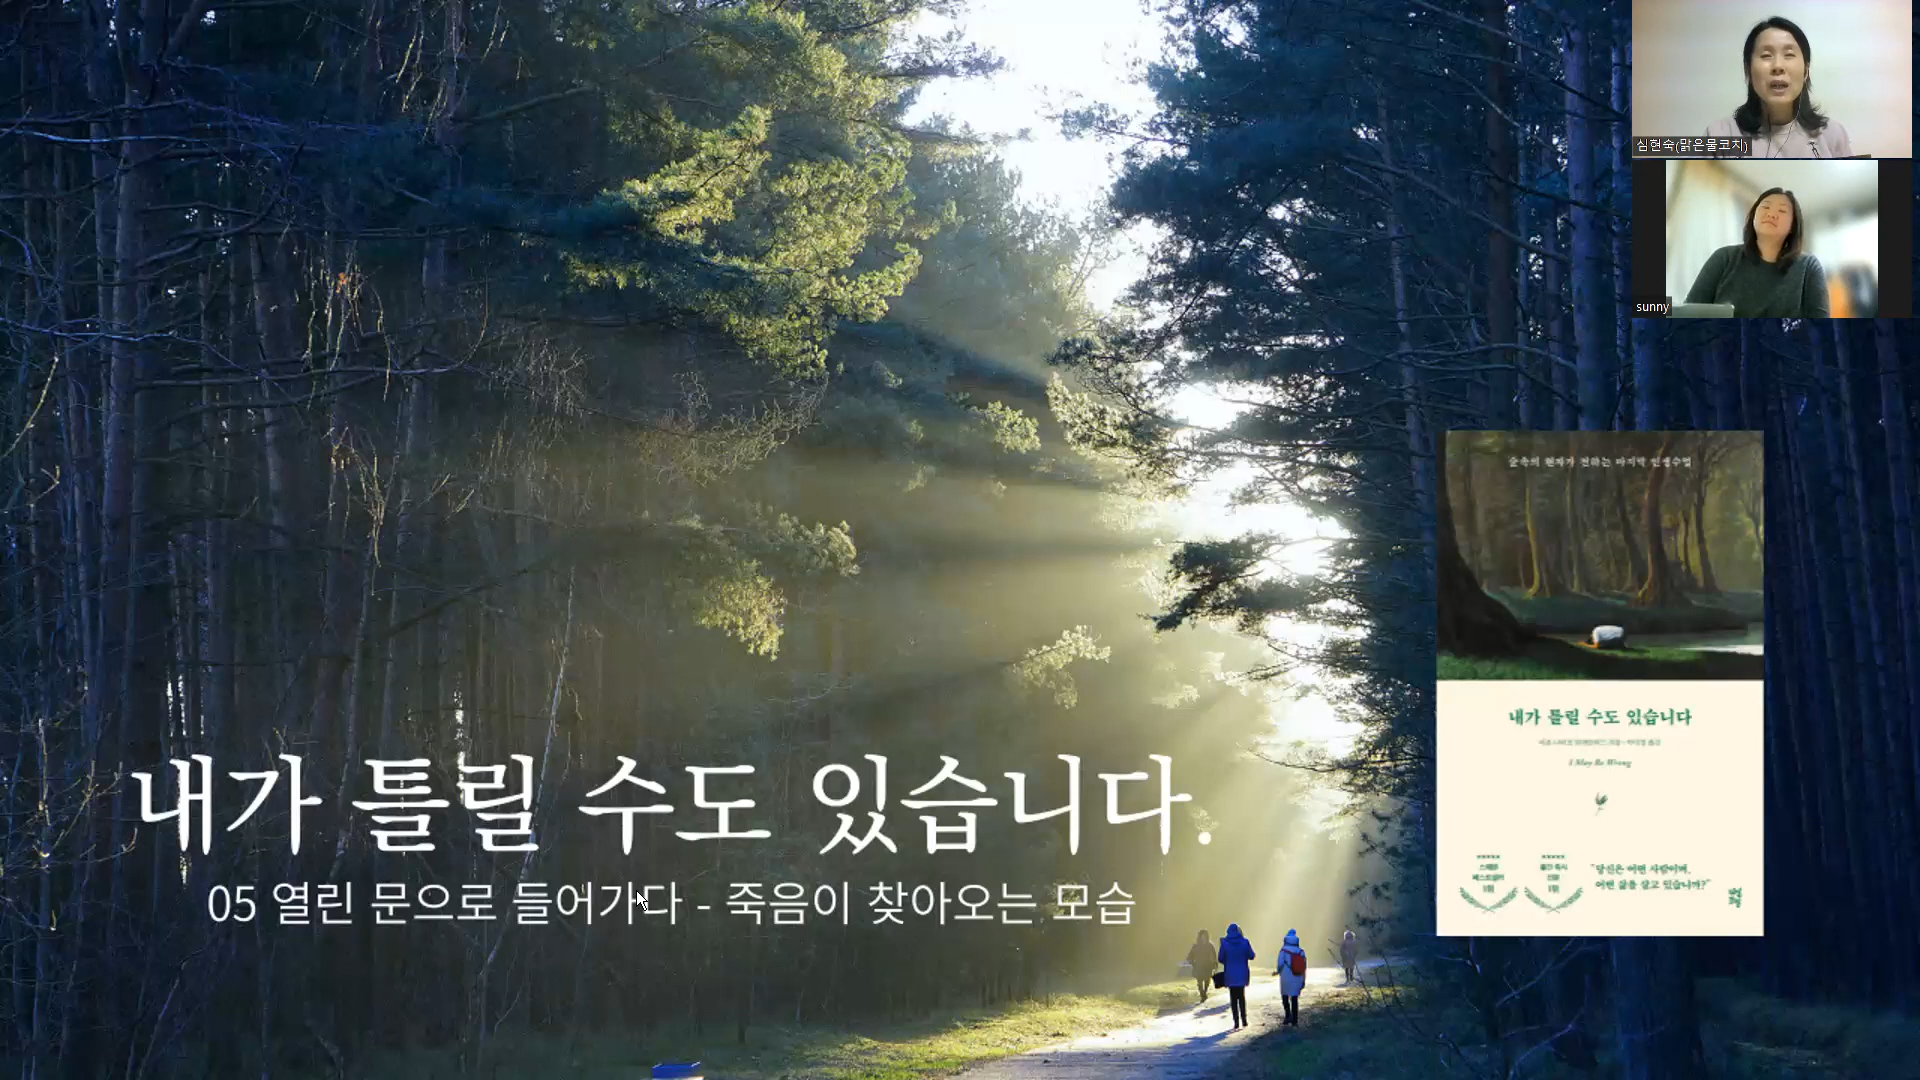 심현숙(맑은물코치)
sunny
숲속의 현자가 전하는 마지막 인생수업
내가 틀릴 수도 있습니다
I May Be Wrong
"당신은 어떤 사람이며,
어떤 삶을 살고 있습니까?"
내가 틀릴 수도 있습니다.
05 열린 문으로 들어가다 - 죽음이 찾아오는 모습